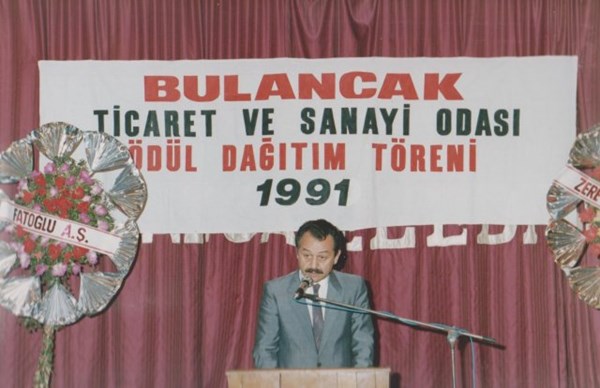 BULANCAK
TİCARET VE SANAYİ ODASI
ÖDÜL DAĞITIM TÖRENİ
1991
FATOĞLU A.Ş.